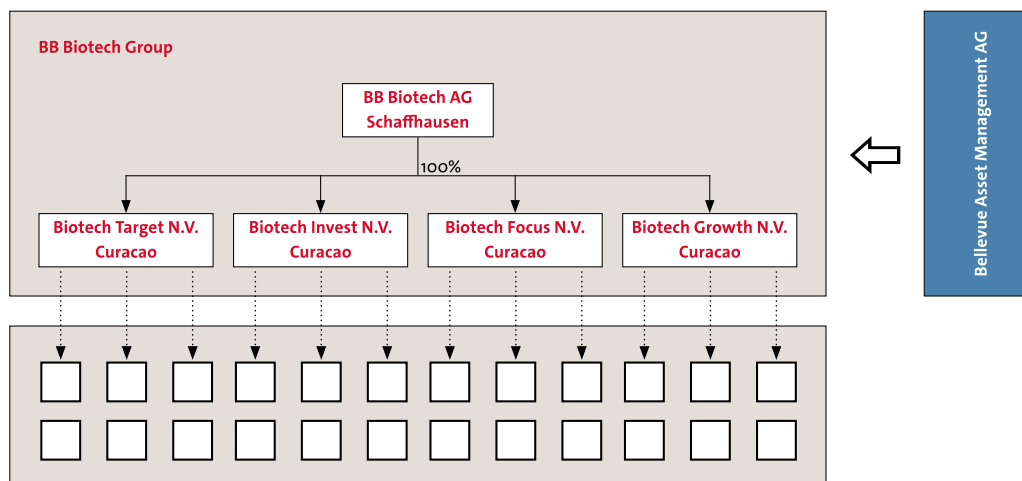 BB Biotech Group
BB Biotech AG
Schaffhausen
100%
Biotech Target N.V.
Curacao
Biotech Invest N.V.
Curacao
Biotech Focus N.V.
Curacao
Biotech Growth N.V.
Curacao
Bellevue Asset Management AG